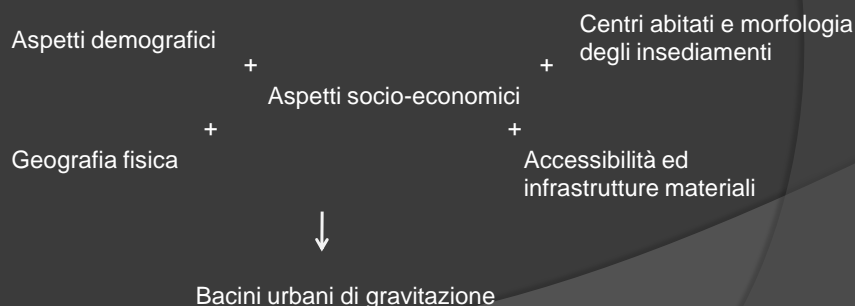 Centri abitati e morfologia
degli insediamenti
Aspetti demografici
+
+
Aspetti socio-economici
+
+
Geografia fisica
Accessibilità ed
infrastrutture materiali
↓
Bacini urbani di gravitazione